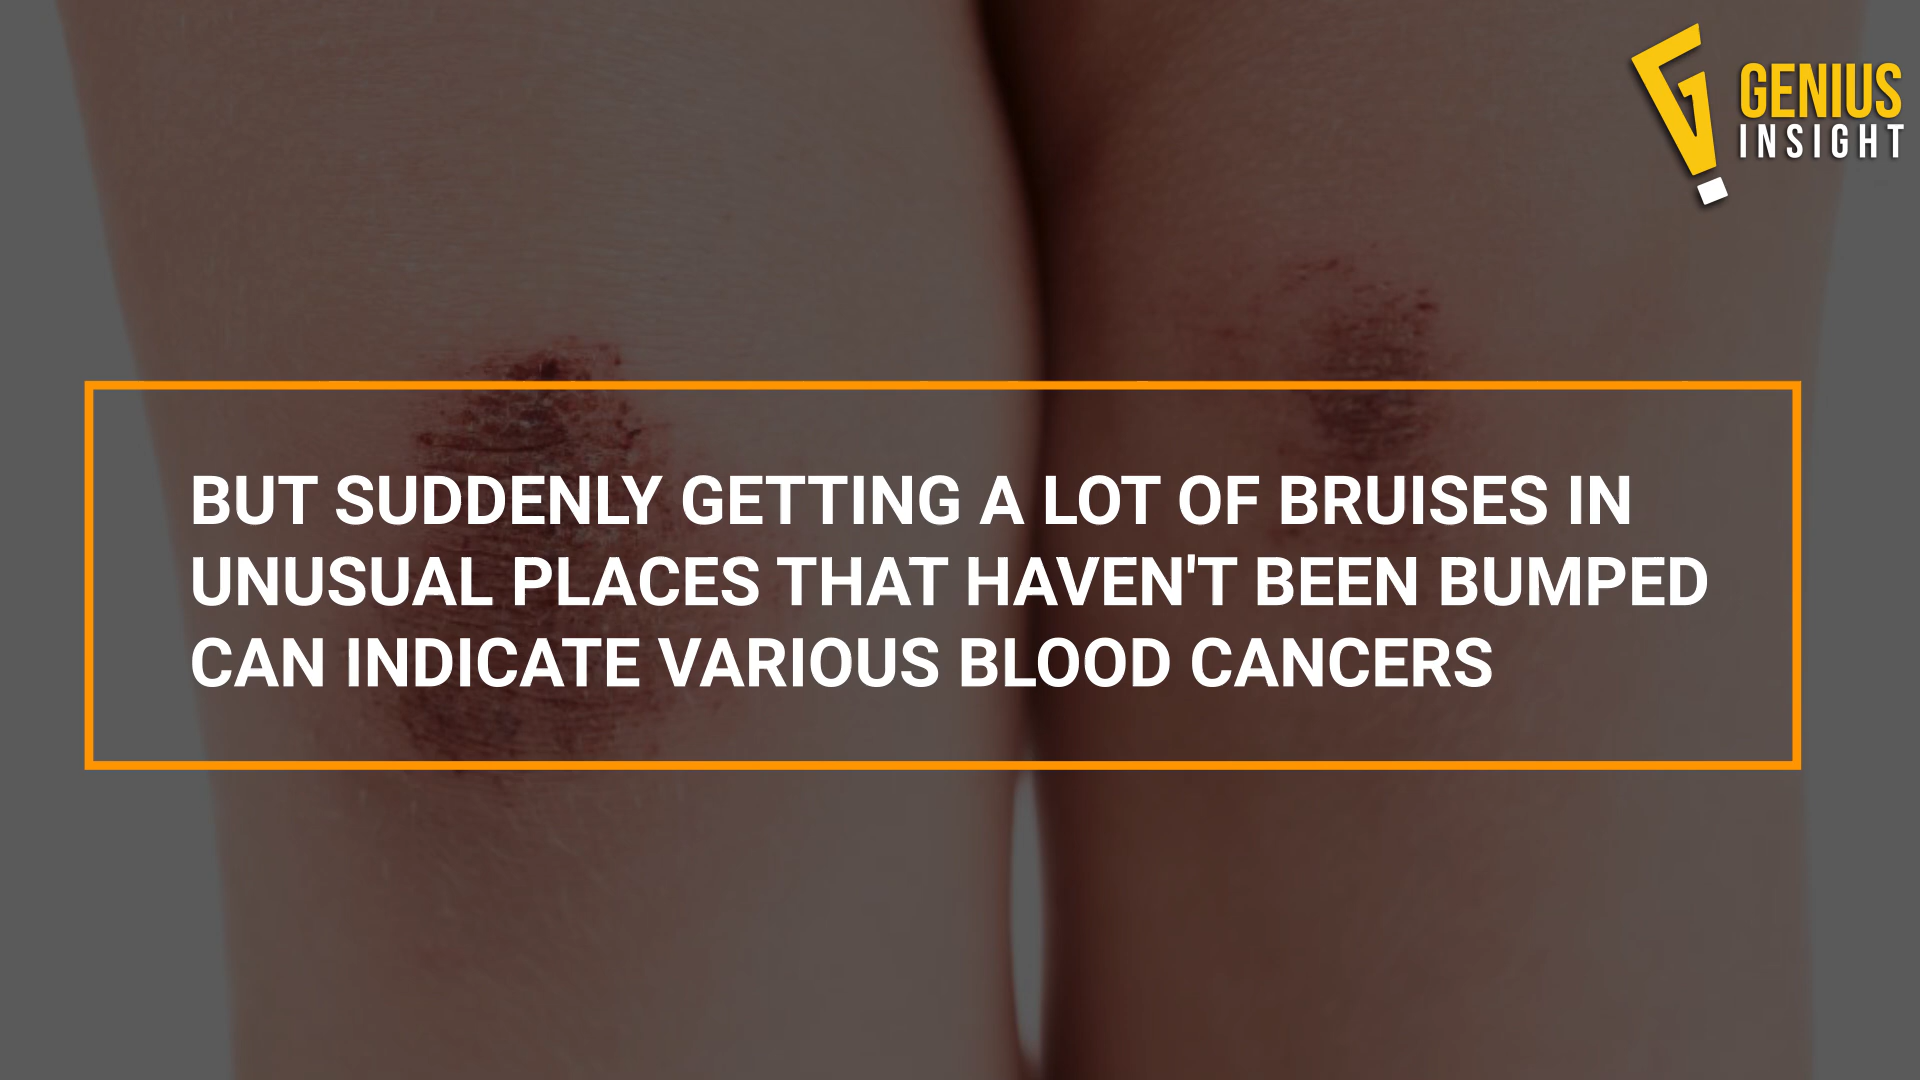 GENIUS
INSIGHT
BUT SUDDENLY GETTING A LOT OF BRUISES IN
UNUSUAL PLACES THAT HAVEN'T BEEN BUMPED
CAN INDICATE VARIOUS BLOOD CANCERS